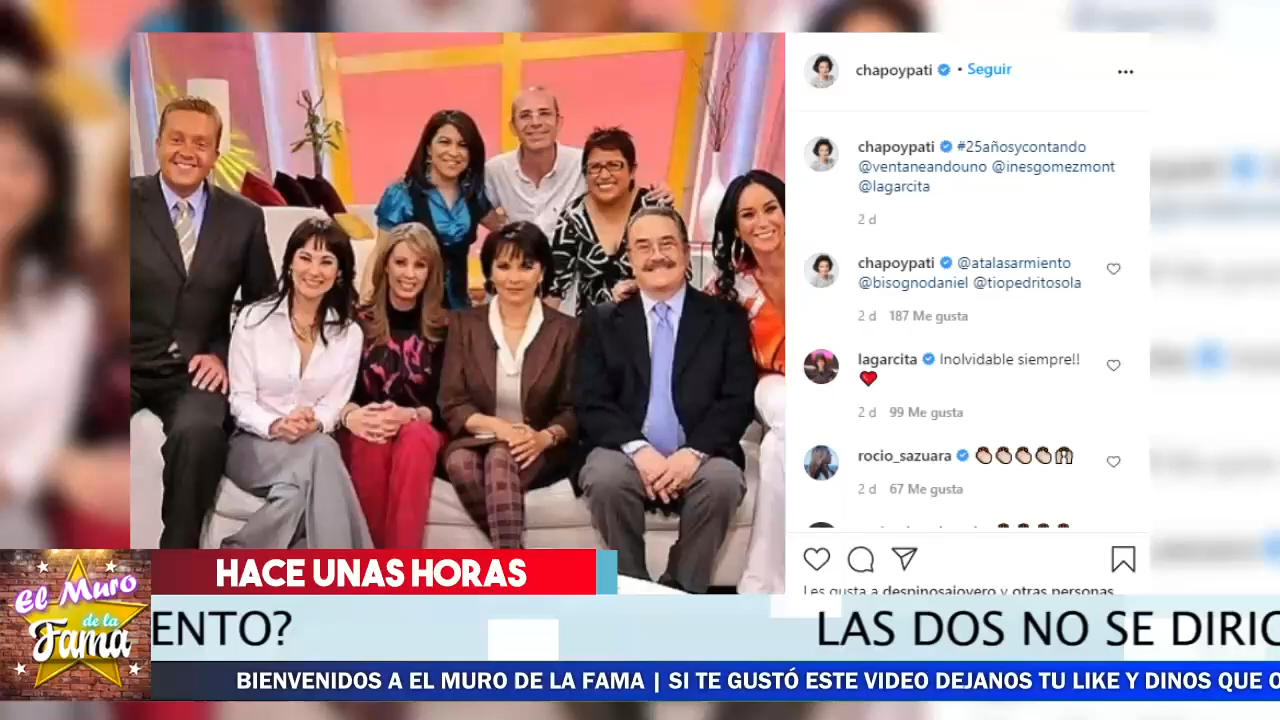 chapoypati • Seguir
chapoypati #25añosycontando
@ventaneandouno @inesgomezmont
@lagarcita
2 d
chapoypati @atalasarmiento
@bisognodaniel @tiopedritosola
2 d 187 Me gusta
lagarcita Inolvidable siempre!!
2 d 99 Me gusta
rocio_sazuara
2 d 67 Me gusta
Les gusta a despinosajovero y otras personas
HACE UNAS HORAS
El Muro
de la
Fama
ENTO? LAS DOS NO SE DIRIG
BIENVENIDOS A EL MURO DE LA FAMA | SI TE GUSTÓ ESTE VIDEO DEJANOS TU LIKE Y DINOS QUE O